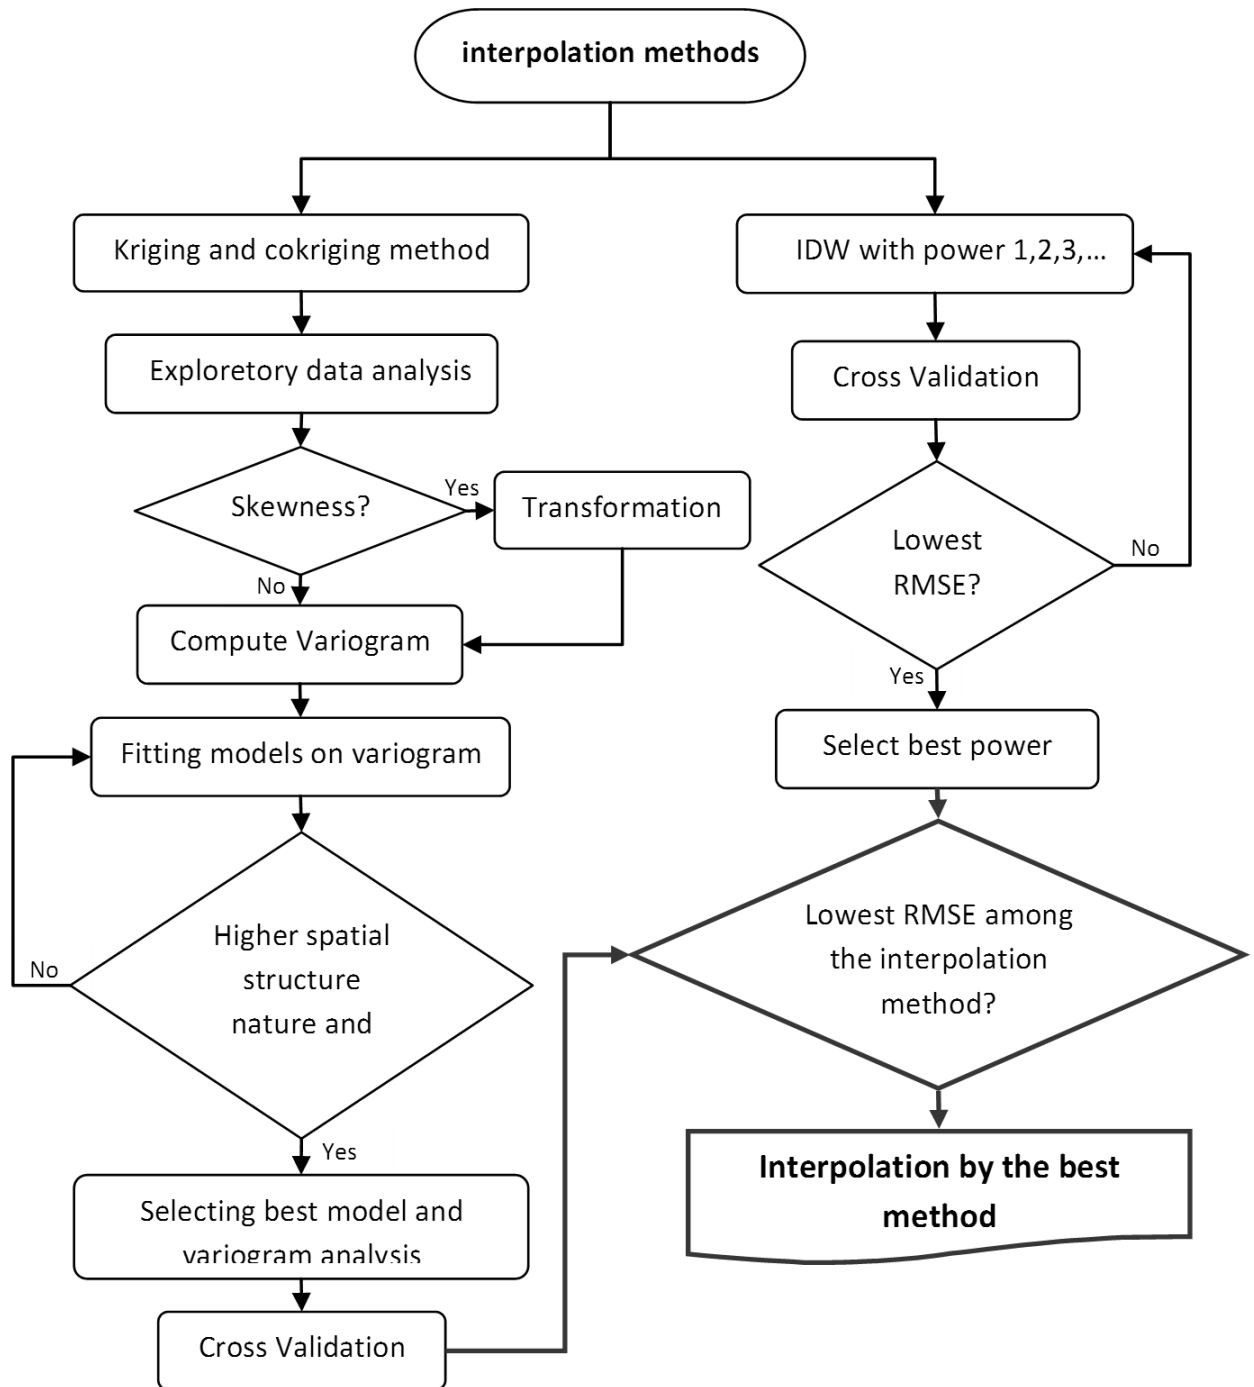 interpolation methods
Kriging and cokriging method
Exploretory data analysis
Skewness?
Yes
Transformation
No
Compute Variogram
Fitting models on variogram
Higher spatial
structure
nature and
No
Yes
Selecting best model and
variogram analysis
Cross Validation
IDW with power 1,2,3,...
Cross Validation
Lowest
RMSE?
No
Yes
Select best power
Lowest RMSE among
the interpolation
method?
Interpolation by the best
method